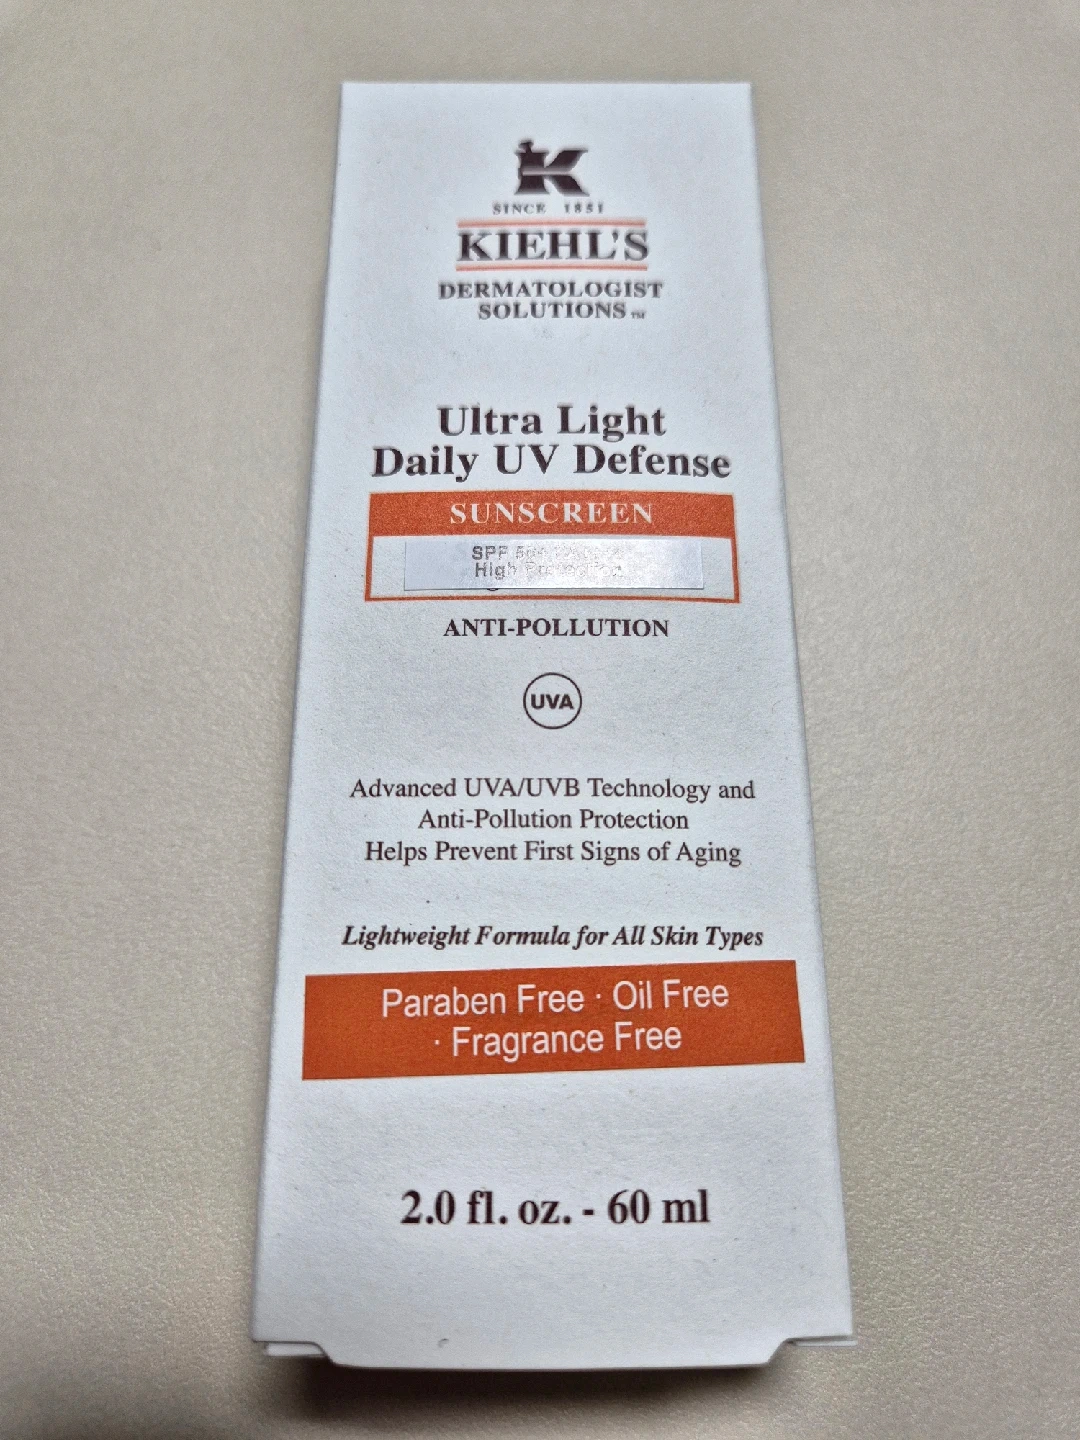 K
SINCE 1851
KIEHL'S
DERMATOLOGIST
SOLUTIONS™
Ultra Light
Daily UV Defense
SUNSCREEN
SPF
High
ANTI-POLLUTION
UVA
Advanced UVA/UVB Technology and
Anti-Pollution Protection
Helps Prevent First Signs of Aging
Lightweight Formula for All Skin Types
Paraben Free · Oil Free
· Fragrance Free
2.0 fl. oz. - 60 ml